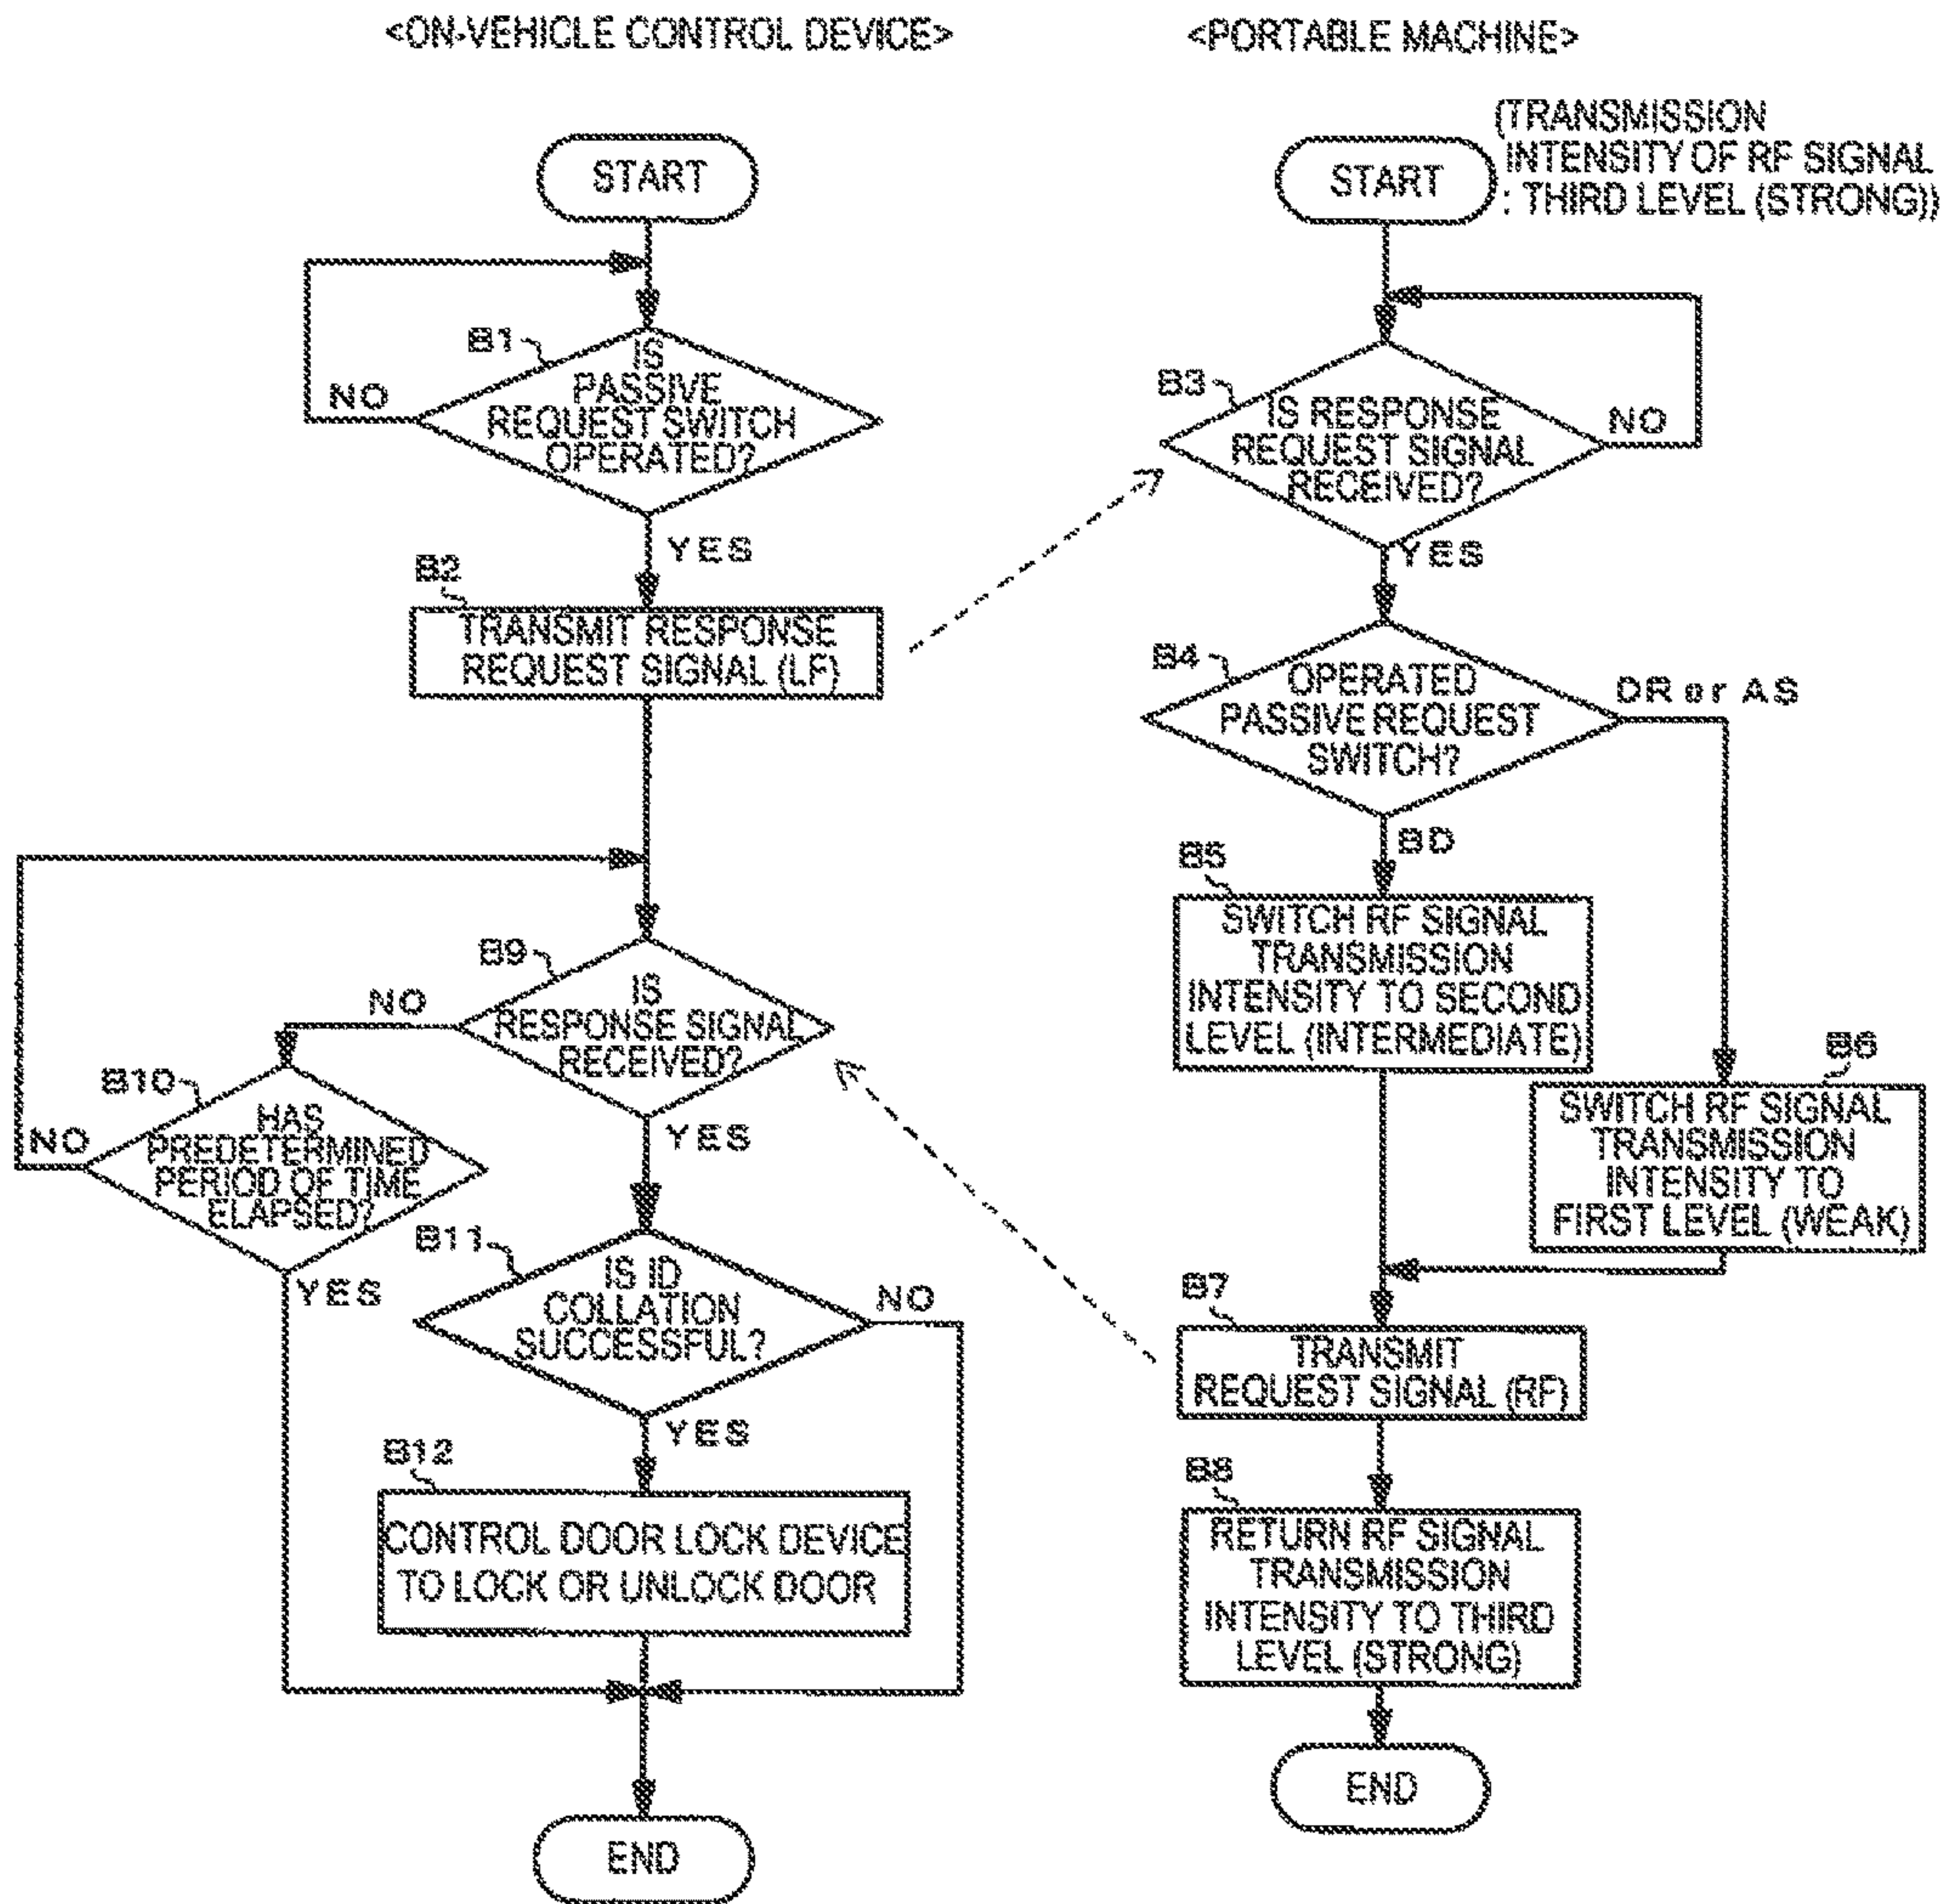 <ON-VEHICLE CONTROL DEVICE>
START
B1
IS
PASSIVE
REQUEST SWITCH
OPERATED?
NO
YES
B2
TRANSMIT RESPONSE
REQUEST SIGNAL (LF)
B9
IS
RESPONSE SIGNAL
RECEIVED?
NO
YES
B10
HAS
PREDETERMINED
PERIOD OF TIME
ELAPSED?
NO
YES
B11
IS ID
COLLATION
SUCCESSFUL?
NO
YES
B12
CONTROL DOOR LOCK DEVICE
TO LOCK OR UNLOCK DOOR
END
<PORTABLE MACHINE>
START
(TRANSMISSION
INTENSITY OF RF SIGNAL
: THIRD LEVEL (STRONG))
B3
IS RESPONSE
REQUEST SIGNAL
RECEIVED?
NO
YES
B4
OPERATED
PASSIVE REQUEST
SWITCH?
DR or AS
BD
B5
SWITCH RF SIGNAL
TRANSMISSION
INTENSITY TO SECOND
LEVEL (INTERMEDIATE)
B6
SWITCH RF SIGNAL
TRANSMISSION
INTENSITY TO
FIRST LEVEL (WEAK)
B7
TRANSMIT
REQUEST SIGNAL (RF)
B8
RETURN RF SIGNAL
TRANSMISSION
INTENSITY TO THIRD
LEVEL (STRONG)
END